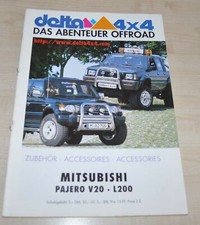 delta 4x4
DAS ABENTEUER OFFROAD
http://www.delta4x4.com
ZUBEHÖR · ACCESSOIRES · ACCESSORIES
MITSUBISHI
PAJERO V20 - L200